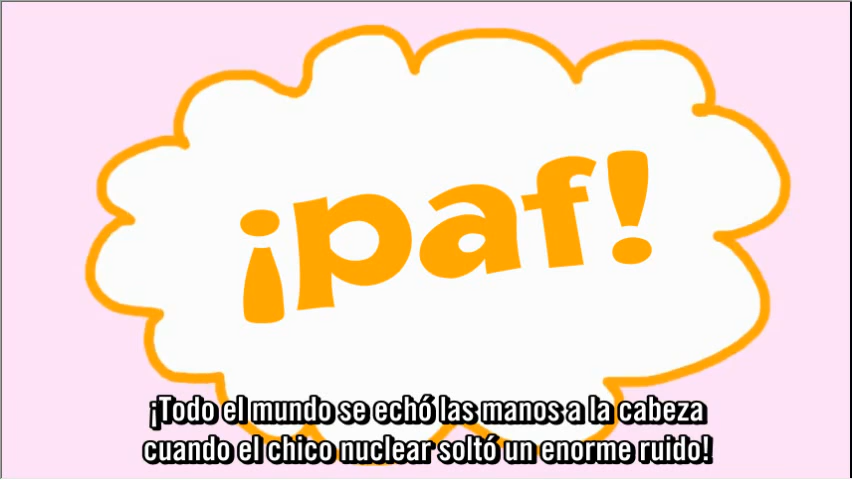 ¡paf!
¡Todo el mundo se echó las manos a la cabeza
cuando el chico nuclear soltó un enorme ruido!